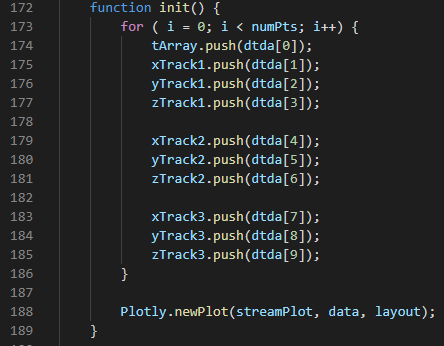 172 function init() {
173 for ( i = 0; i < numPts; i++) {
174 tArray.push(dtda[0]);
175 xTrack1.push(dtda[1]);
176 yTrack1.push(dtda[2]);
177 zTrack1.push(dtda[3]);
178
179 xTrack2.push(dtda[4]);
180 yTrack2.push(dtda[5]);
181 zTrack2.push(dtda[6]);
182
183 xTrack3.push(dtda[7]);
184 yTrack3.push(dtda[8]);
185 zTrack3.push(dtda[9]);
186 }
187
188 Plotly.newPlot(streamPlot, data, layout);
189 }